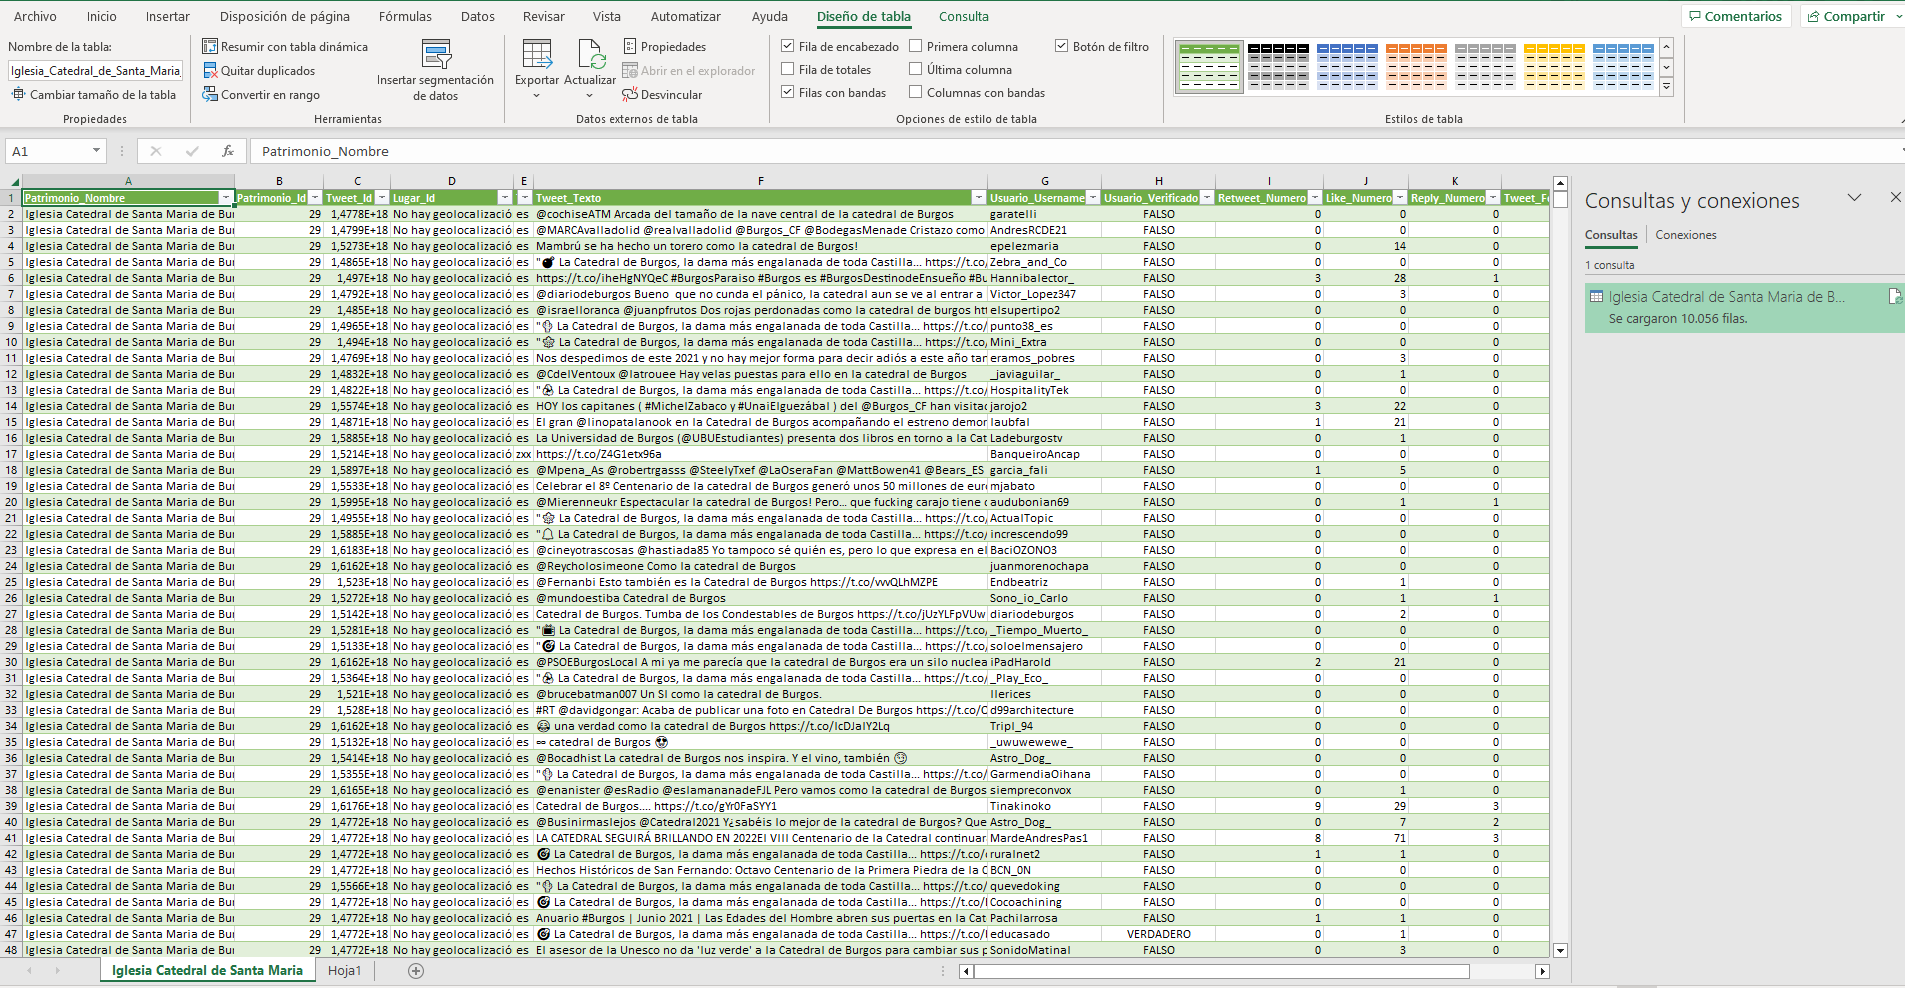 Archivo Inicio Insertar Disposición de página Fórmulas Datos Revisar Vista Automatizar Ayuda Diseño de tabla Consulta Comentarios Compartir
Nombre de la tabla:
Iglesia_Catedral_de_Santa_Maria_
Cambiar tamaño de la tabla
Propiedades
Resumir con tabla dinámica
Quitar duplicados
Convertir en rango
Insertar segmentación de datos
Herramientas
Exportar Actualizar
Propiedades
Abrir en el explorador
Desvincular
Datos externos de tabla
Fila de encabezado Primera columna Botón de filtro
Fila de totales Última columna
Filas con bandas Columnas con bandas
Opciones de estilo de tabla
Estilos de tabla
A1 fx Patrimonio_Nombre
A B C D E F G H I J K
1 Patrimonio_Nombre Patrimonio_Id Tweet_Id Lugar_Id Tweet_Texto Usuario_Username Usuario_Verificado Retweet_Numero Like_Numero Reply_Numero Tweet_Fe
2 Iglesia Catedral de Santa Maria de Bur 29 1,4778E+18 No hay geolocalizació es @cochiseATM Arcada del tamaño de la nave central de la catedral de Burgos garatelli FALSO 0 0 0
3 Iglesia Catedral de Santa Maria de Bur 29 1,4799E+18 No hay geolocalizació es @MARCAvalladolid @realvalladolid @Burgos_CF @BodegasMenade Cristazo como AndresRCDE21 FALSO 0 0 0
4 Iglesia Catedral de Santa Maria de Bur 29 1,5273E+18 No hay geolocalizació es Mambrú se ha hecho un torero como la catedral de Burgos! epelezmaria FALSO 0 14 0
5 Iglesia Catedral de Santa Maria de Bur 29 1,4865E+18 No hay geolocalizació es "💣 La Catedral de Burgos, la dama más engalanada de toda Castilla... https://t.co/ Zebra_and_Co FALSO 0 0 0
6 Iglesia Catedral de Santa Maria de Bur 29 1,497E+18 No hay geolocalizació es https://t.co/iheHgNYQeC #BurgosParaiso #Burgos es #BurgosDestinodeEnsueño #Bu Hannibalector_ FALSO 3 28 1
7 Iglesia Catedral de Santa Maria de Bur 29 1,4792E+18 No hay geolocalizació es @diariodeburgos Bueno que no cunda el pánico, la catedral aun se ve al entrar a Victor_Lopez347 FALSO 0 3 0
8 Iglesia Catedral de Santa Maria de Bur 29 1,485E+18 No hay geolocalizació es @israelloranca @juanpfrutos Dos rojas perdonadas como la catedral de burgos htt elsupertipo2 FALSO 0 0 0
9 Iglesia Catedral de Santa Maria de Bur 29 1,4965E+18 No hay geolocalizació es " La Catedral de Burgos, la dama más engalanada de toda Castilla... https://t.co/ punto38_es FALSO 0 0 0
10 Iglesia Catedral de Santa Maria de Bur 29 1,494E+18 No hay geolocalizació es " La Catedral de Burgos, la dama más engalanada de toda Castilla... https://t.co/ Mini_Extra FALSO 0 0 0
11 Iglesia Catedral de Santa Maria de Bur 29 1,4769E+18 No hay geolocalizació es Nos despedimos de este 2021 y no hay mejor forma para decir adiós a este año tan eramos_pobres FALSO 0 3 0
12 Iglesia Catedral de Santa Maria de Bur 29 1,4832E+18 No hay geolocalizació es @CdelVentoux @latrouee Hay velas puestas para ello en la catedral de Burgos _javiaguilar_ FALSO 0 1 0
13 Iglesia Catedral de Santa Maria de Bur 29 1,4822E+18 No hay geolocalizació es " La Catedral de Burgos, la dama más engalanada de toda Castilla... https://t.co/ HospitalityTek FALSO 0 0 0
14 Iglesia Catedral de Santa Maria de Bur 29 1,5574E+18 No hay geolocalizació es HOY los capitanes ( #MichelZabaco y #UnaiElguezábal ) del @Burgos_CF han visitad jarojo2 FALSO 3 22 0
15 Iglesia Catedral de Santa Maria de Bur 29 1,4871E+18 No hay geolocalizació es El gran @linopatalanook en la Catedral de Burgos acompañando el estreno demor laubfal FALSO 1 21 0
16 Iglesia Catedral de Santa Maria de Bur 29 1,5885E+18 No hay geolocalizació es La Universidad de Burgos (@UBUEstudiantes) presenta dos libros en torno a la Cat Ladeburgostv FALSO 0 1 0
17 Iglesia Catedral de Santa Maria de Bur 29 1,5214E+18 No hay geolocalizació zxx https://t.co/Z4G1etx96a BanqueiroAncap FALSO 0 0 0
18 Iglesia Catedral de Santa Maria de Bur 29 1,5897E+18 No hay geolocalizació es @Mpena_As @robertrgasss @SteelyTxef @LaOseraFan @MattBowen41 @Bears_ES garcia_fali FALSO 1 5 0
19 Iglesia Catedral de Santa Maria de Bur 29 1,5533E+18 No hay geolocalizació es Celebrar el 8º Centenario de la catedral de Burgos generó unos 50 millones de eur mjabato FALSO 0 0 0
20 Iglesia Catedral de Santa Maria de Bur 29 1,5995E+18 No hay geolocalizació es @Mierenneukr Espectacular la catedral de Burgos! Pero... que fucking carajo tiene audubonian69 FALSO 0 1 1
21 Iglesia Catedral de Santa Maria de Bur 29 1,4955E+18 No hay geolocalizació es " La Catedral de Burgos, la dama más engalanada de toda Castilla... https://t.co/ ActualTopic FALSO 0 0 0
22 Iglesia Catedral de Santa Maria de Bur 29 1,5885E+18 No hay geolocalizació es "🔔 La Catedral de Burgos, la dama más engalanada de toda Castilla... https://t.co/ increscendo99 FALSO 0 0 0
23 Iglesia Catedral de Santa Maria de Bur 29 1,6183E+18 No hay geolocalizació es @cineyotrascosas @hastiada85 Yo tampoco sé quién es, pero lo que expresa en el BaciOZONO3 FALSO 0 0 0
24 Iglesia Catedral de Santa Maria de Bur 29 1,6162E+18 No hay geolocalizació es @Reycholosimeone Como la catedral de Burgos juanmorenochapa FALSO 0 0 0
25 Iglesia Catedral de Santa Maria de Bur 29 1,523E+18 No hay geolocalizació es @Fernanbi Esto también es la Catedral de Burgos https://t.co/vvvQLhMZPE Endbeatriz FALSO 0 1 0
26 Iglesia Catedral de Santa Maria de Bur 29 1,5272E+18 No hay geolocalizació es @mundoestiba Catedral de Burgos Sono_io_Carlo FALSO 0 1 1
27 Iglesia Catedral de Santa Maria de Bur 29 1,5142E+18 No hay geolocalizació es Catedral de Burgos. Tumba de los Condestables de Burgos https://t.co/jUzYLFpVUw diariodeburgos FALSO 0 2 0
28 Iglesia Catedral de Santa Maria de Bur 29 1,5281E+18 No hay geolocalizació es " La Catedral de Burgos, la dama más engalanada de toda Castilla... https://t.co/ _Tiempo_Muerto_ FALSO 0 0 0
29 Iglesia Catedral de Santa Maria de Bur 29 1,5133E+18 No hay geolocalizació es "🎯 La Catedral de Burgos, la dama más engalanada de toda Castilla... https://t.co/ soloelmensajero FALSO 0 0 0
30 Iglesia Catedral de Santa Maria de Bur 29 1,6162E+18 No hay geolocalizació es @PSOEBurgosLocal A mi ya me parecía que la catedral de Burgos era un silo nuclea iPadHarold FALSO 2 21 0
31 Iglesia Catedral de Santa Maria de Bur 29 1,5364E+18 No hay geolocalizació es " La Catedral de Burgos, la dama más engalanada de toda Castilla... https://t.co/ _Play_Eco_ FALSO 0 0 0
32 Iglesia Catedral de Santa Maria de Bur 29 1,521E+18 No hay geolocalizació es @brucebatman007 Un SI como la catedral de Burgos. llerices FALSO 0 0 0
33 Iglesia Catedral de Santa Maria de Bur 29 1,528E+18 No hay geolocalizació es #RT @davidgongar: Acaba de publicar una foto en Catedral De Burgos https://t.co/C d99architecture FALSO 0 0 0
34 Iglesia Catedral de Santa Maria de Bur 29 1,6162E+18 No hay geolocalizació es una verdad como la catedral de Burgos https://t.co/lcDJaIY2Lq Tripl_94 FALSO 0 0 0
35 Iglesia Catedral de Santa Maria de Bur 29 1,5132E+18 No hay geolocalizació es catedral de Burgos _uwuwewewe_ FALSO 0 0 0
36 Iglesia Catedral de Santa Maria de Bur 29 1,5414E+18 No hay geolocalizació es @Bocadhist La catedral de Burgos nos inspira. Y el vino, también Astro_Dog_ FALSO 0 0 0
37 Iglesia Catedral de Santa Maria de Bur 29 1,5355E+18 No hay geolocalizació es " La Catedral de Burgos, la dama más engalanada de toda Castilla... https://t.co/ GarmendiaOihana FALSO 0 0 0
38 Iglesia Catedral de Santa Maria de Bur 29 1,6165E+18 No hay geolocalizació es @enanister @esRadio @eslamananadeFJL Pero vamos como la catedral de Burgos siempreconvox FALSO 0 1 0
39 Iglesia Catedral de Santa Maria de Bur 29 1,6176E+18 No hay geolocalizació es Catedral de Burgos.... https://t.co/gYr0FaSYY1 Tinakinoko FALSO 9 29 3
40 Iglesia Catedral de Santa Maria de Bur 29 1,4772E+18 No hay geolocalizació es @Businirmaslejos @Catedral2021 Y¿sabéis lo mejor de la catedral de Burgos? Que Astro_Dog_ FALSO 0 7 2
41 Iglesia Catedral de Santa Maria de Bur 29 1,4772E+18 No hay geolocalizació es LA CATEDRAL SEGUIRÁ BRILLANDO EN 2022El VIII Centenario de la Catedral continuar MardeAndresPas1 FALSO 8 71 3
42 Iglesia Catedral de Santa Maria de Bur 29 1,4772E+18 No hay geolocalizació es 🎯 La Catedral de Burgos, la dama más engalanada de toda Castilla... https://t.co/ ruralnet2 FALSO 1 1 0
43 Iglesia Catedral de Santa Maria de Bur 29 1,4772E+18 No hay geolocalizació es Hechos Históricos de San Fernando: Octavo Centenario de la Primera Piedra de la C BCN_0N FALSO 0 0 0
44 Iglesia Catedral de Santa Maria de Bur 29 1,5566E+18 No hay geolocalizació es " La Catedral de Burgos, la dama más engalanada de toda Castilla... https://t.co/ quevedoking FALSO 0 0 0
45 Iglesia Catedral de Santa Maria de Bur 29 1,4772E+18 No hay geolocalizació es 🎯 La Catedral de Burgos, la dama más engalanada de toda Castilla... https://t.co/ Cocoachining FALSO 0 0 0
46 Iglesia Catedral de Santa Maria de Bur 29 1,4772E+18 No hay geolocalizació es Anuario #Burgos | Junio 2021 | Las Edades del Hombre abren sus puertas en la Cat Pachilarrosa FALSO 1 1 0
47 Iglesia Catedral de Santa Maria de Bur 29 1,4772E+18 No hay geolocalizació es 🎯 La Catedral de Burgos, la dama más engalanada de toda Castilla... https://t.co/ educasado VERDADERO 0 1 0
48 Iglesia Catedral de Santa Maria de Bur 29 1,4772E+18 No hay geolocalizació es El asesor de la Unesco no da 'luz verde' a la Catedral de Burgos para cambiar sus p SonidoMatinal FALSO 0 3 0
Consultas y conexiones
Consultas Conexiones
1 consulta
Iglesia Catedral de Santa Maria de B...
Se cargaron 10.056 filas.
Iglesia Catedral de Santa Maria Hoja1